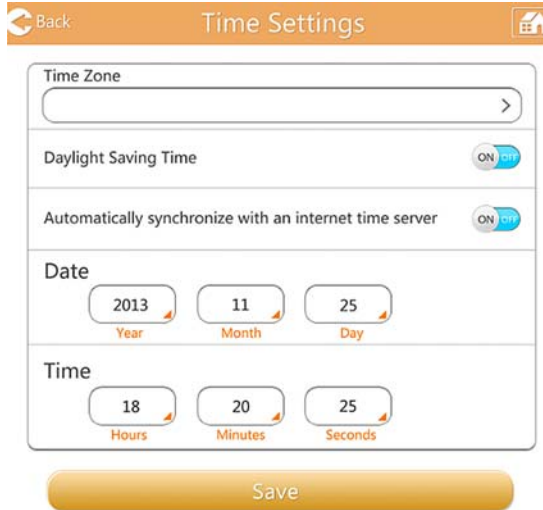 Back Time Settings
Time Zone
Daylight Saving Time ON OFF
Automatically synchronize with an internet time server ON OFF
Date
2013 11 25
Year Month Day
Time
18 20 25
Hours Minutes Seconds
Save